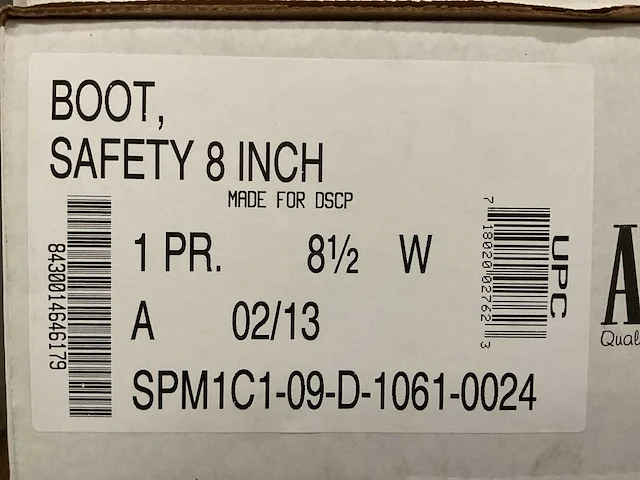 BOOT,
SAFETY 8 INCH
MADE FOR DSCP
1 PR. 8½ W
A 02/13
SPM1C1-09-D-1061-0024
8430014646179
7 18020 02762 3
UPC
A
Qual